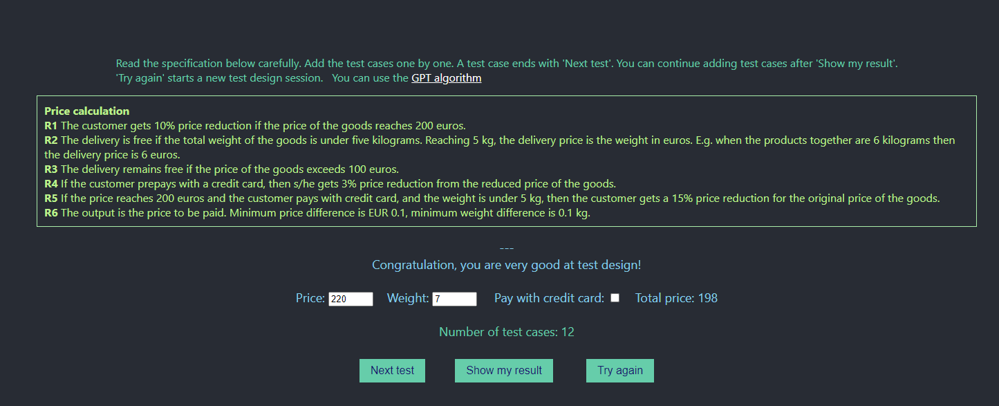 Read the specification below carefully. Add the test cases one by one. A test case ends with 'Next test'. You can continue adding test cases after 'Show my result'.
'Try again' starts a new test design session. You can use the GPT algorithm
Price calculation
R1 The customer gets 10% price reduction if the price of the goods reaches 200 euros.
R2 The delivery is free if the total weight of the goods is under five kilograms. Reaching 5 kg, the delivery price is the weight in euros. E.g. when the products together are 6 kilograms then
the delivery price is 6 euros.
R3 The delivery remains free if the price of the goods exceeds 100 euros.
R4 If the customer prepays with a credit card, then s/he gets 3% price reduction from the reduced price of the goods.
R5 If the price reaches 200 euros and the customer pays with credit card, and the weight is under 5 kg, then the customer gets a 15% price reduction for the original price of the goods.
R6 The output is the price to be paid. Minimum price difference is EUR 0.1, minimum weight difference is 0.1 kg.
---
Congratulation, you are very good at test design!
Price: 220 Weight: 7 Pay with credit card: Total price: 198
Number of test cases: 12
Next test Show my result Try again